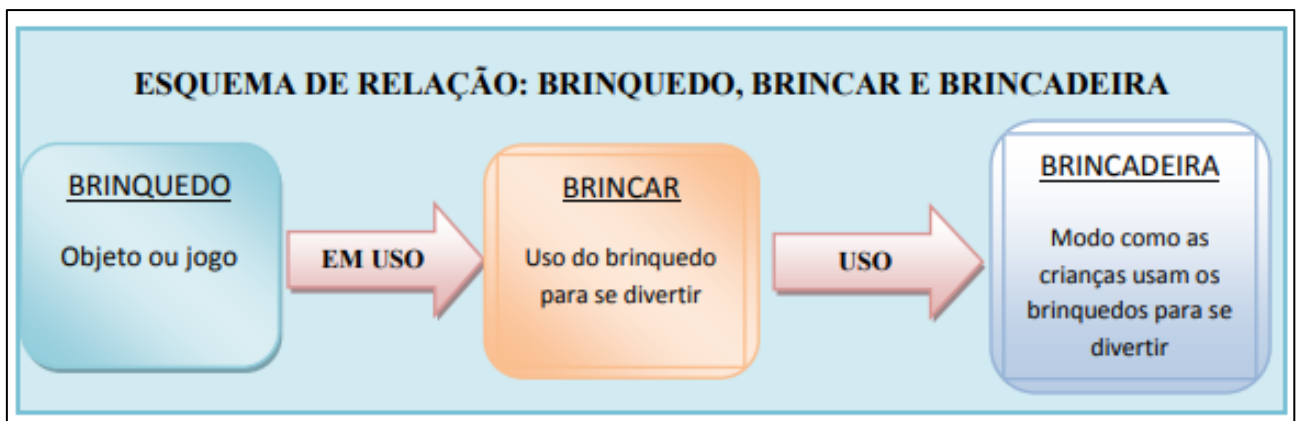 ESQUEMA DE RELAÇÃO: BRINQUEDO, BRINCAR E BRINCADEIRA
BRINQUEDO
Objeto ou jogo
EM USO
BRINCAR
Uso do brinquedo
para se divertir
USO
BRINCADEIRA
Modo como as
crianças usam os
brinquedos para se
divertir